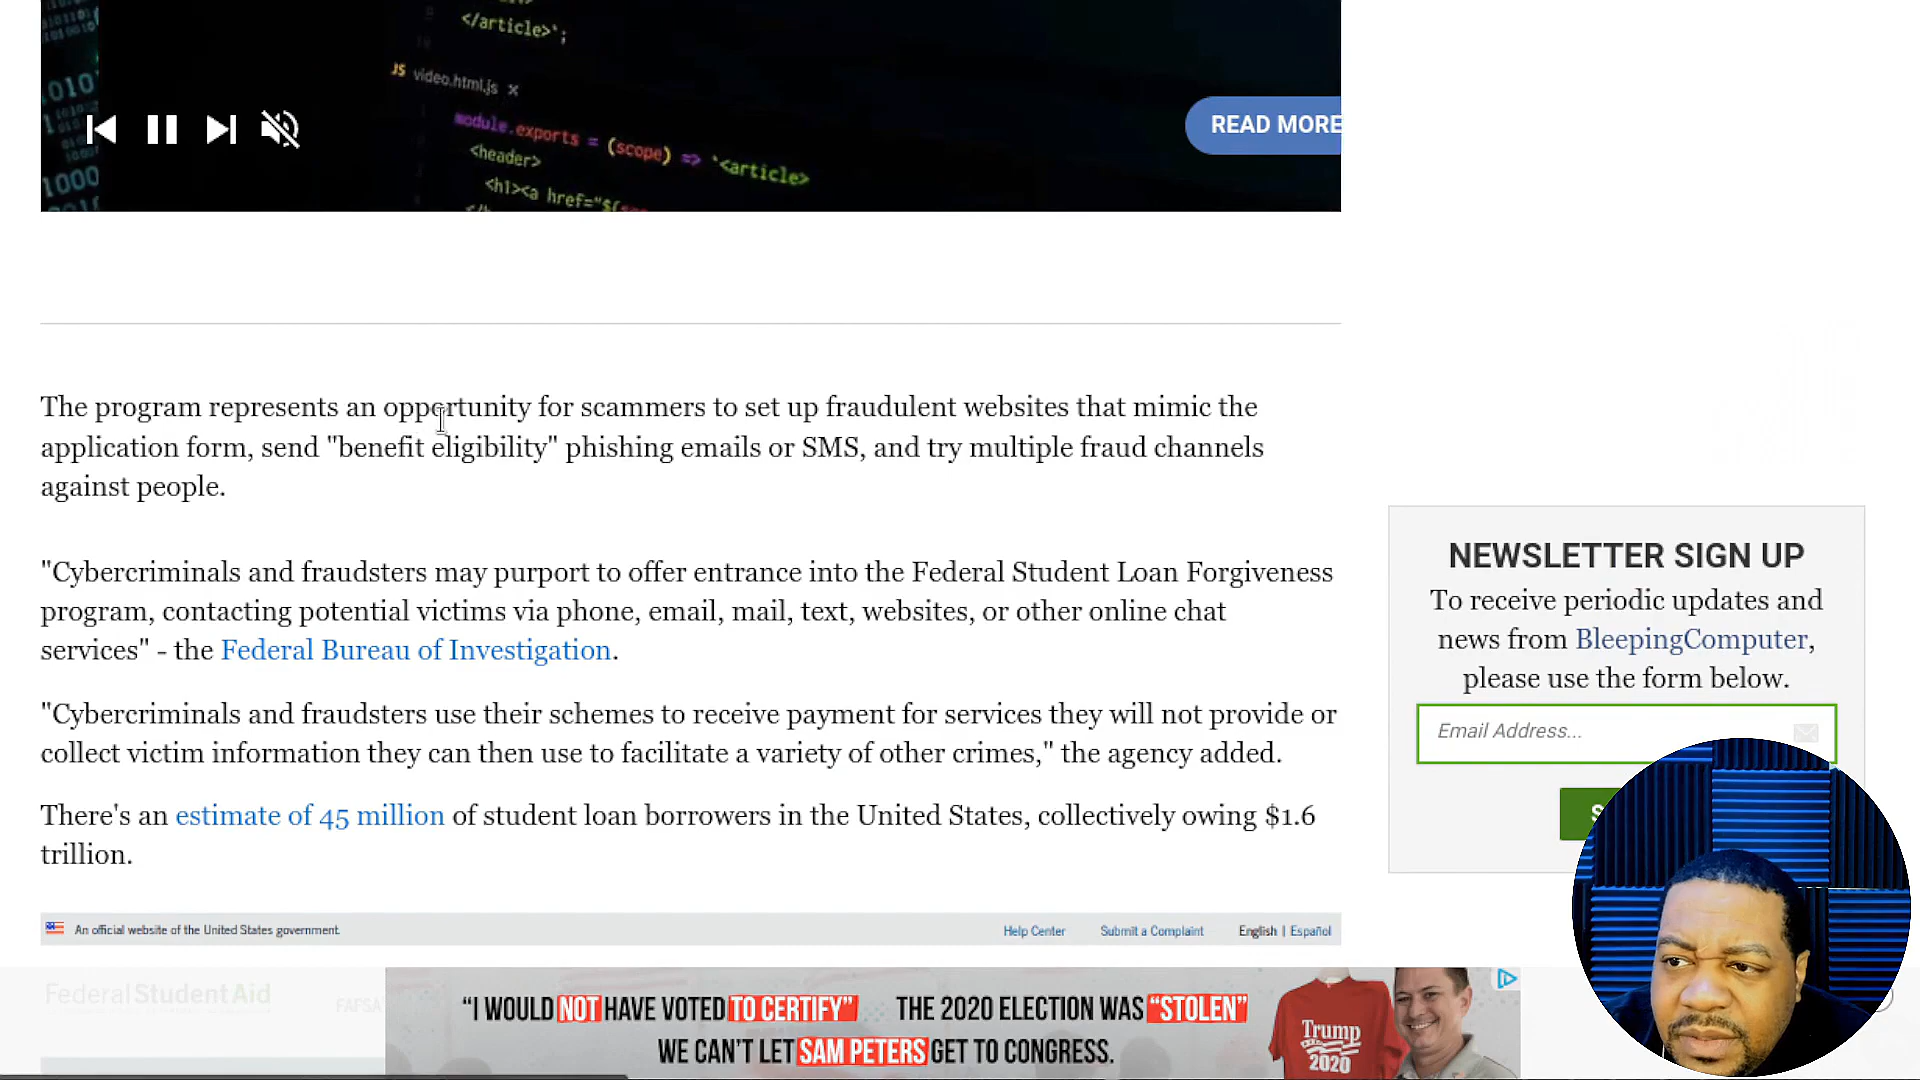 </article>`;
JS video.html.js ×
module.exports = (scope) => `<article>
<header>
<h1><a href="${
1010
1000
READ MORE
The program represents an opportunity for scammers to set up fraudulent websites that mimic the
application form, send "benefit eligibility" phishing emails or SMS, and try multiple fraud channels
against people.
"Cybercriminals and fraudsters may purport to offer entrance into the Federal Student Loan Forgiveness
program, contacting potential victims via phone, email, mail, text, websites, or other online chat
services" - the Federal Bureau of Investigation.
"Cybercriminals and fraudsters use their schemes to receive payment for services they will not provide or
collect victim information they can then use to facilitate a variety of other crimes," the agency added.
There's an estimate of 45 million of student loan borrowers in the United States, collectively owing $1.6
trillion.
NEWSLETTER SIGN UP
To receive periodic updates and
news from BleepingComputer,
please use the form below.
Email Address...
An official website of the United States government.
Help Center Submit a Complaint English | Español
Federal Student Aid
FAFSA
“I WOULD NOT HAVE VOTED TO CERTIFY” THE 2020 ELECTION WAS “STOLEN”
WE CAN'T LET SAM PETERS GET TO CONGRESS.
Trump
2020